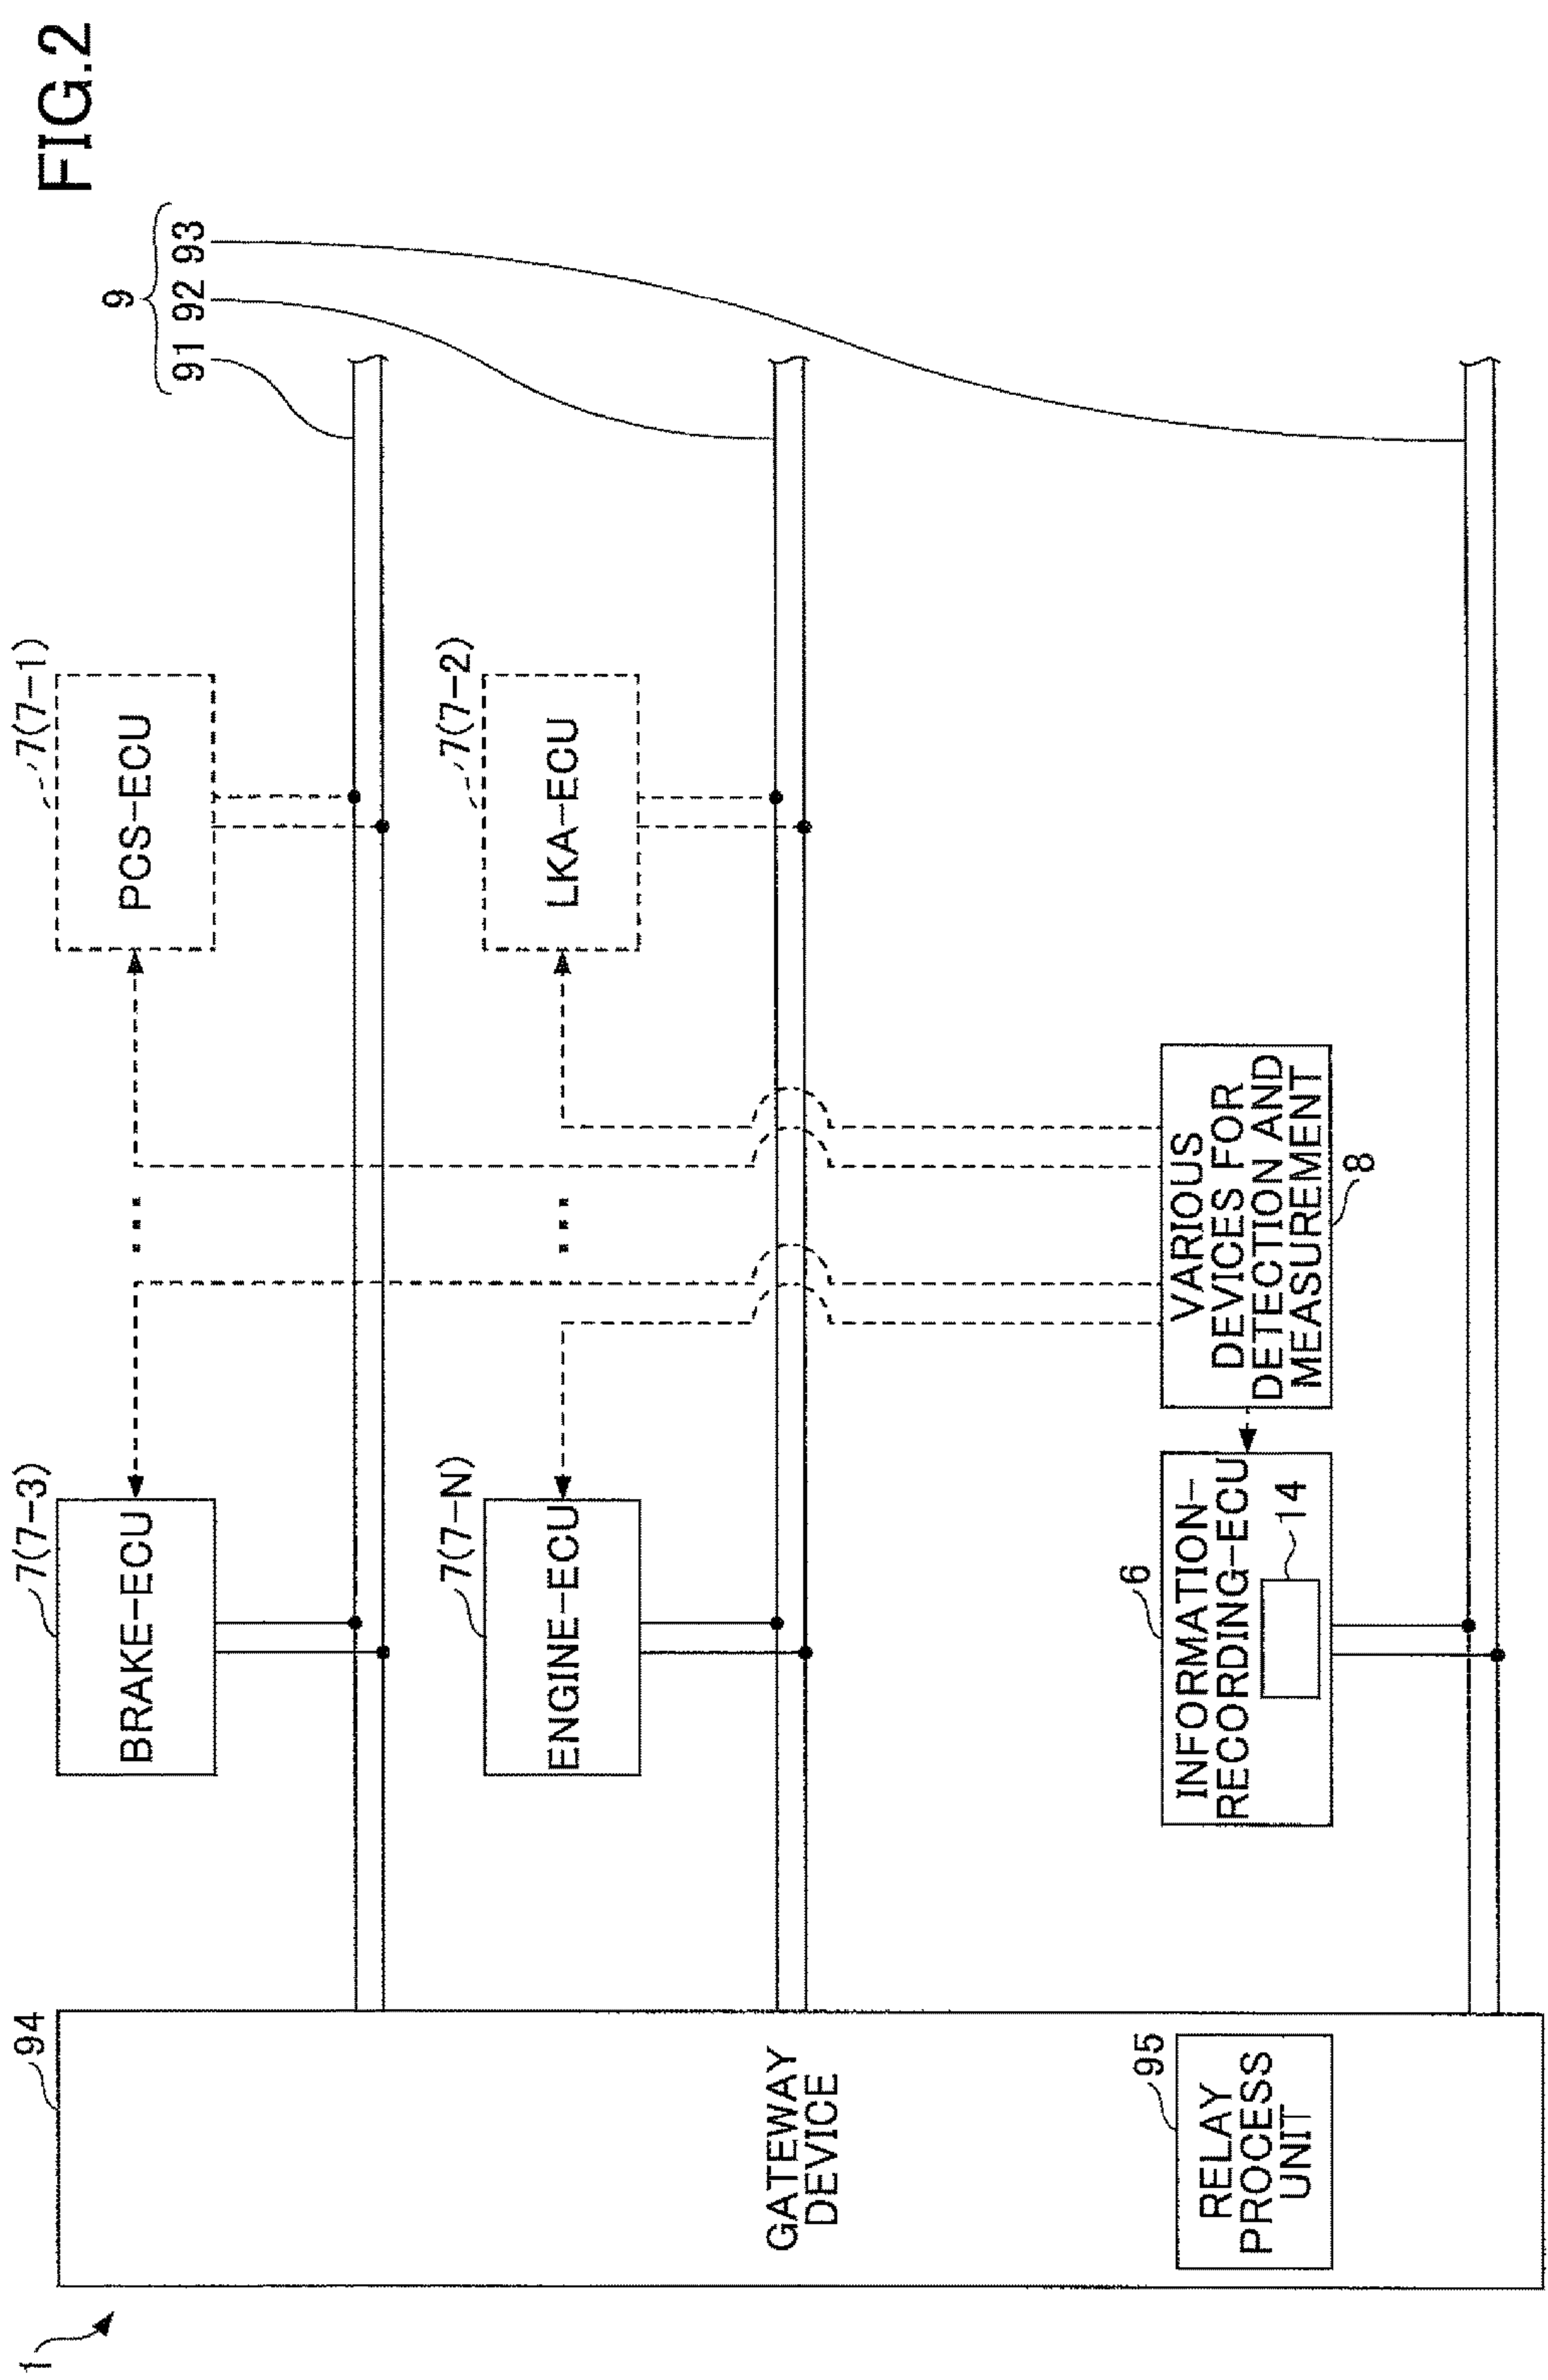 FIG.2
1
94
GATEWAY
DEVICE
95
RELAY
PROCESS
UNIT
7(7-3)
BRAKE-ECU
7(7-1)
PCS-ECU
7(7-N)
ENGINE-ECU
7(7-2)
LKA-ECU
6
INFORMATION-
RECORDING-ECU
14
VARIOUS
DEVICES FOR
DETECTION AND
MEASUREMENT
8
9
91 92 93